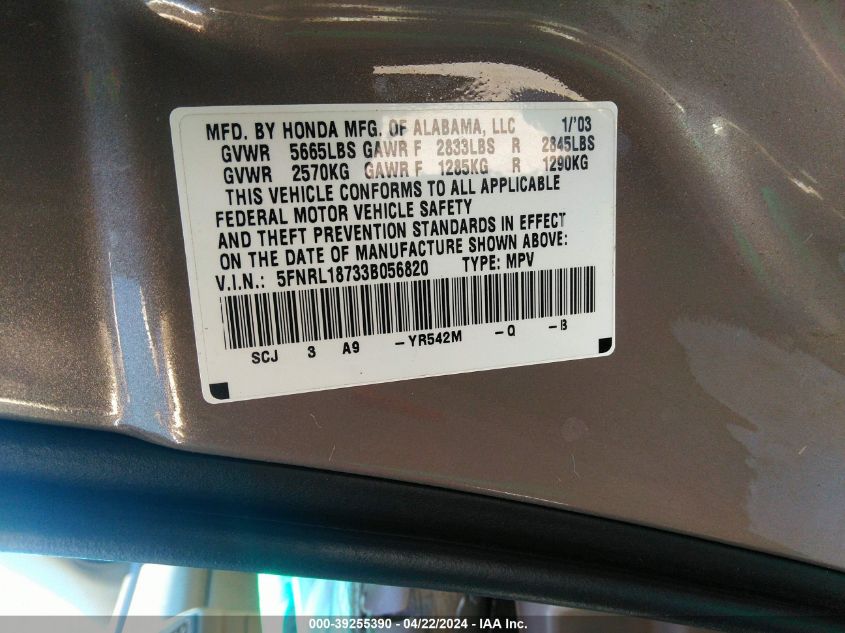 MFD. BY HONDA MFG. OF ALABAMA, LLC 1/'03
GVWR 5665LBS GAWR F 2833LBS R 2845LBS
GVWR 2570KG GAWR F 1285KG R 1290KG
THIS VEHICLE CONFORMS TO ALL APPLICABLE
FEDERAL MOTOR VEHICLE SAFETY
AND THEFT PREVENTION STANDARDS IN EFFECT
ON THE DATE OF MANUFACTURE SHOWN ABOVE:
V.I.N.: 5FNRL18733B056820 TYPE: MPV
SCJ 3 A9 -YR542M -Q -B
000-39255390 - 04/22/2024 - IAA Inc.